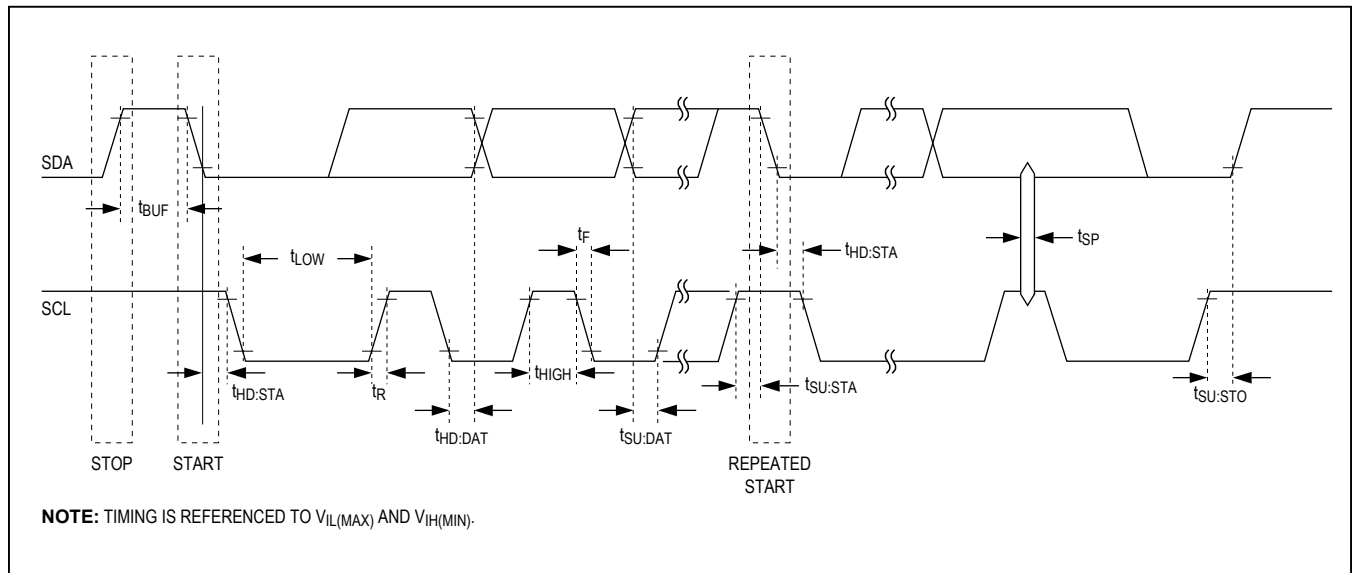 SDA
tBUF
tF
tLOW
tHD:STA
tSP
SCL
tHD:STA
tR
tHIGH
tSU:STA
tSU:STO
tHD:DAT
tSU:DAT
STOP
START
REPEATED
START
NOTE: TIMING IS REFERENCED TO VIL(MAX) AND VIH(MIN).